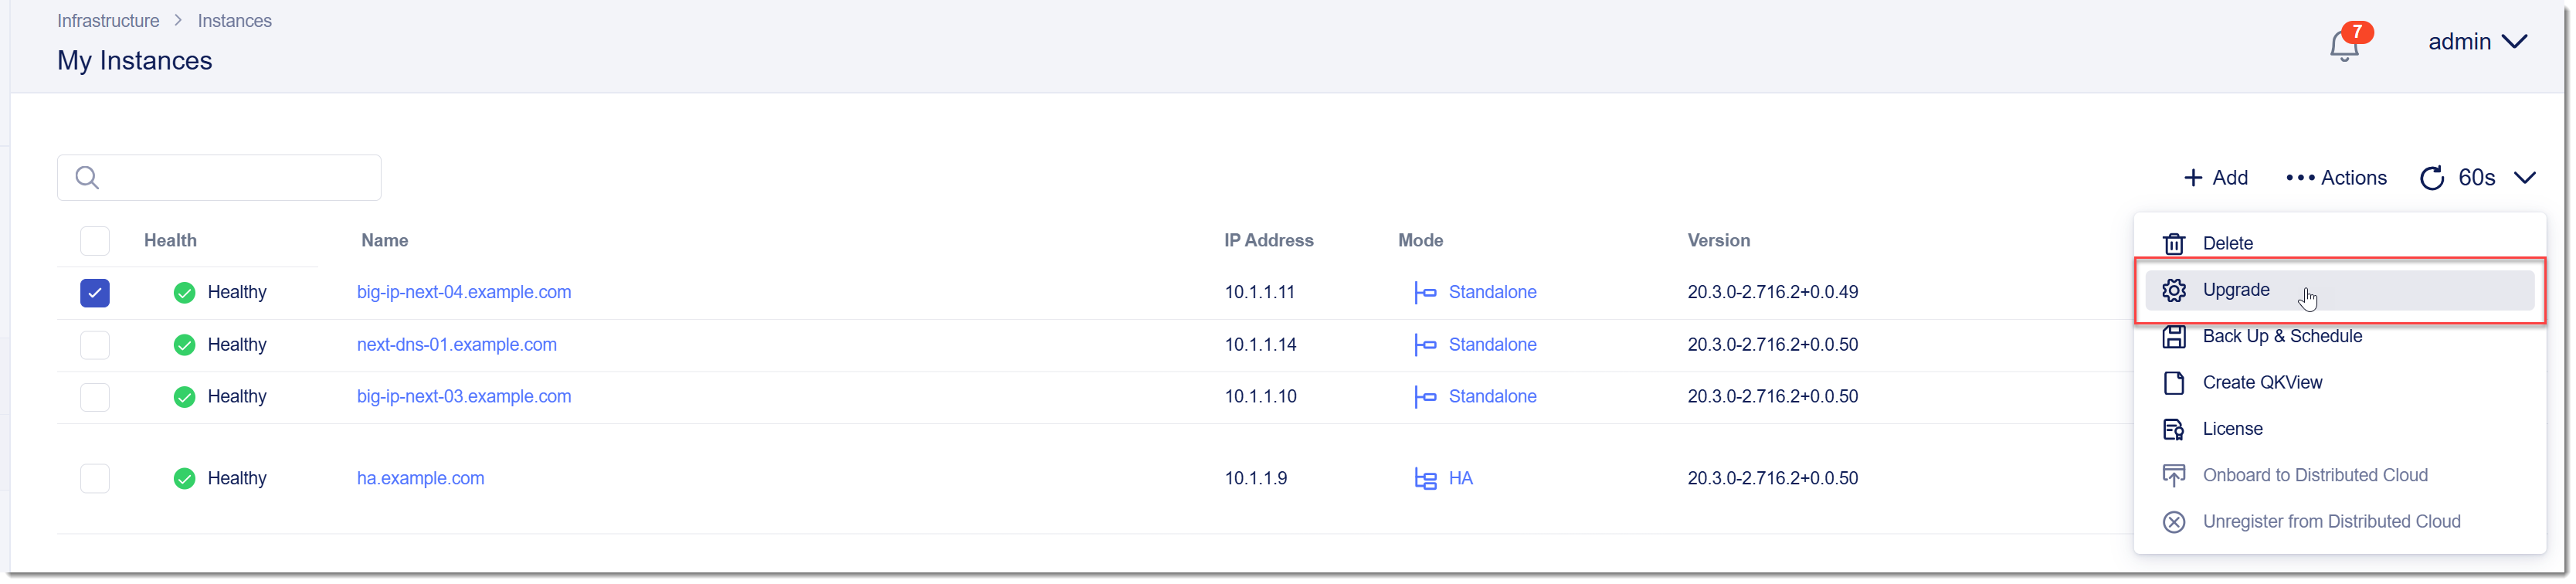 Infrastructure > Instances
My Instances
7
admin
+ Add
••• Actions
60s
Health Name IP Address Mode Version
Healthy big-ip-next-04.example.com 10.1.1.11 Standalone 20.3.0-2.716.2+0.0.49
Healthy next-dns-01.example.com 10.1.1.14 Standalone 20.3.0-2.716.2+0.0.50
Healthy big-ip-next-03.example.com 10.1.1.10 Standalone 20.3.0-2.716.2+0.0.50
Healthy ha.example.com 10.1.1.9 HA 20.3.0-2.716.2+0.0.50
Delete
Upgrade
Back Up & Schedule
Create QKView
License
Onboard to Distributed Cloud
Unregister from Distributed Cloud